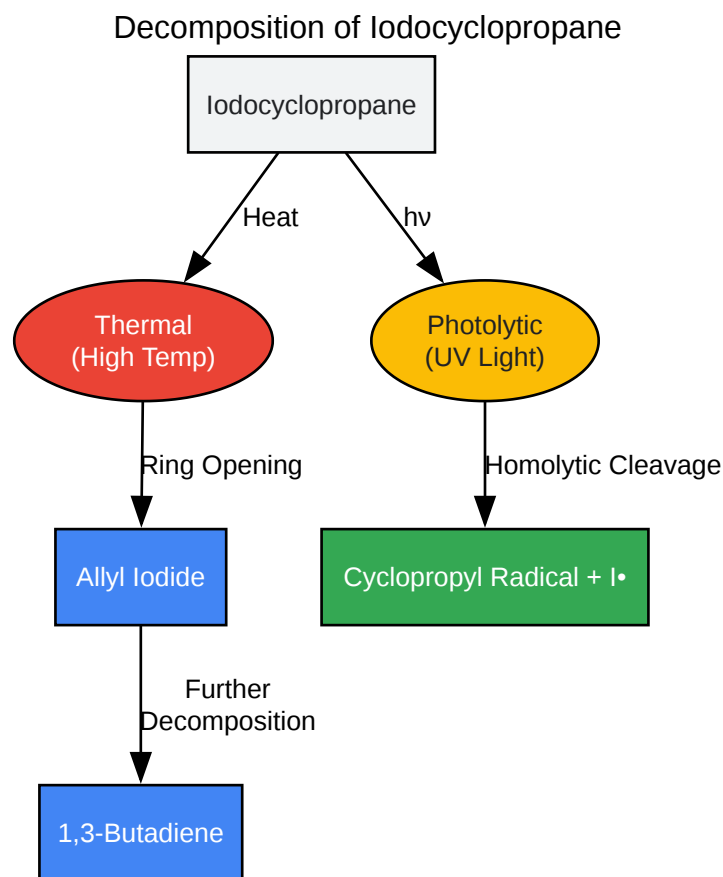 Decomposition of Iodocyclopropane
Iodocyclopropane
Heat
hν
Thermal
(High Temp)
Photolytic
(UV Light)
Ring Opening
Homolytic Cleavage
Allyl Iodide
Cyclopropyl Radical + I•
Further
Decomposition
1,3-Butadiene